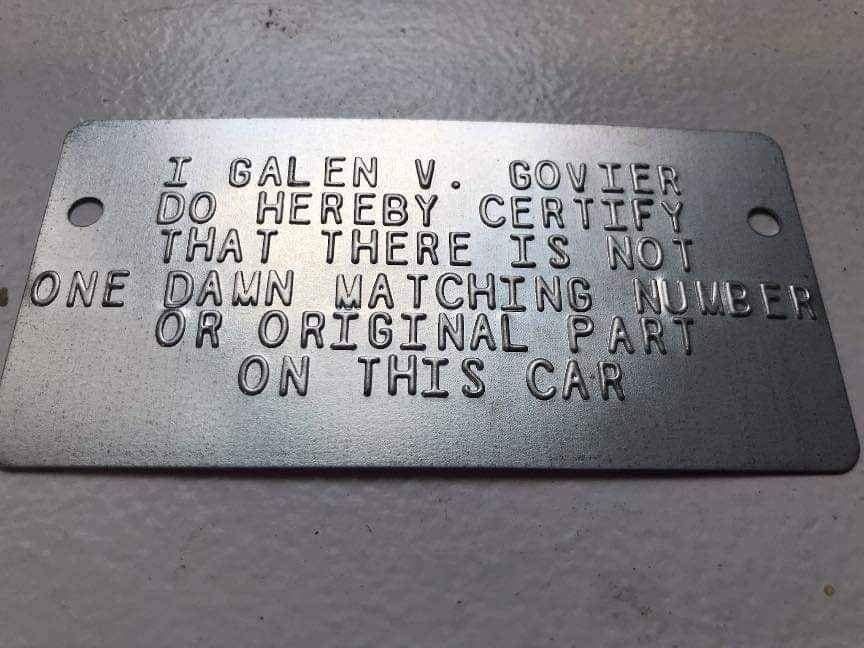 I GALEN V. GOVIER
DO HEREBY CERTIFY
THAT THERE IS NOT
ONE DAMN MATCHING NUMBER
OR ORIGINAL PART
ON THIS CAR